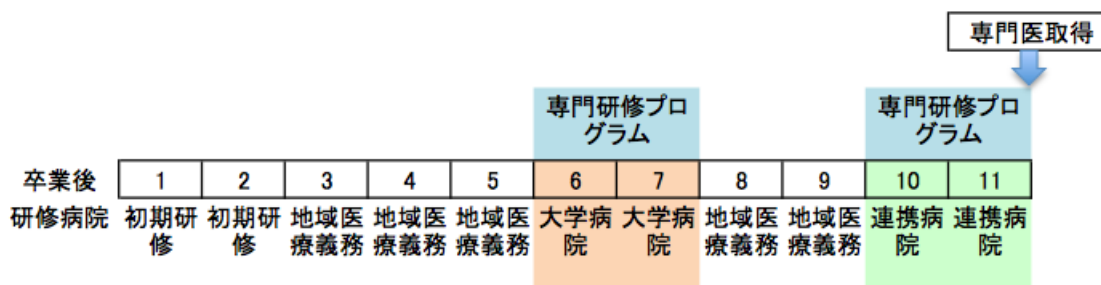 専門医取得
専門研修プロ
グラム
専門研修プロ
グラム
卒業後 1 2 3 4 5 6 7 8 9 10 11
研修病院 初期研 初期研 地域医 地域医 地域医 大学病 大学病 地域医 地域医 連携病 連携病
修 修 療義務 療義務 療義務 院 院 療義務 療義務 院 院